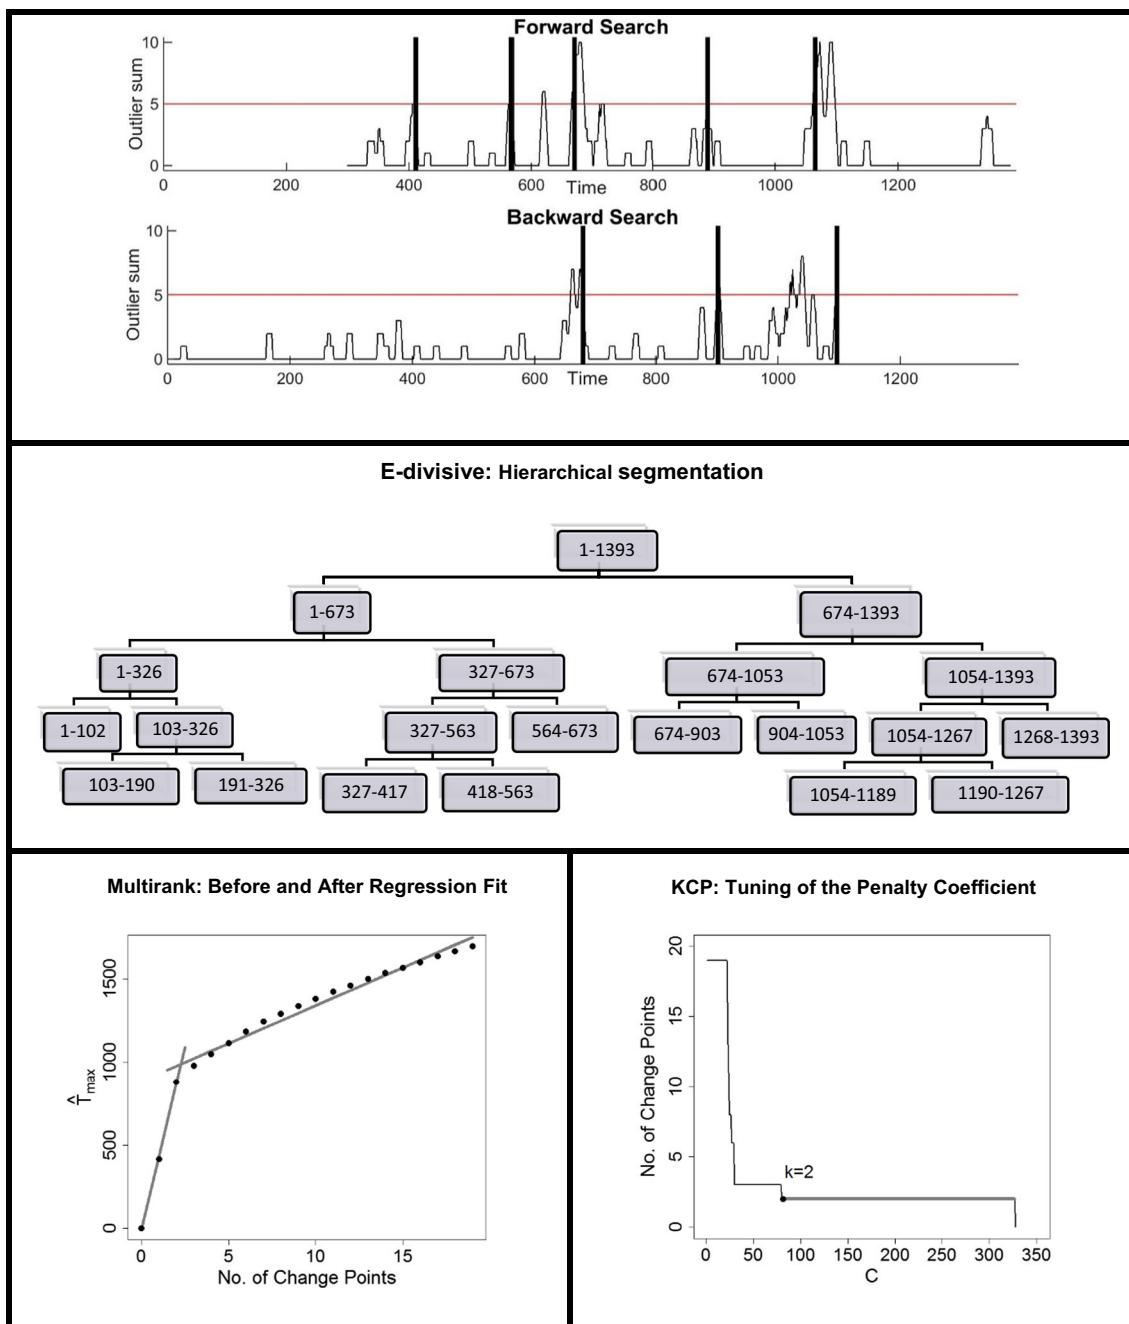 Forward Search
Outlier sum
10
5
0
0 200 400 600 800 1000 1200
Time
Backward Search
Outlier sum
10
5
0
0 200 400 600 800 1000 1200
Time
E-divisive: Hierarchical segmentation
1-1393
1-673 674-1393
1-326 327-673 674-1053 1054-1393
1-102 103-326 327-563 564-673 674-903 904-1053 1054-1267 1268-1393
103-190 191-326 327-417 418-563 1054-1189 1190-1267
Multirank: Before and After Regression Fit
T̂max
1500
1000
500
0
0 5 10 15
No. of Change Points
KCP: Tuning of the Penalty Coefficient
No. of Change Points
20
15
10
5
0
k=2
0 50 100 150 200 250 300 350
C